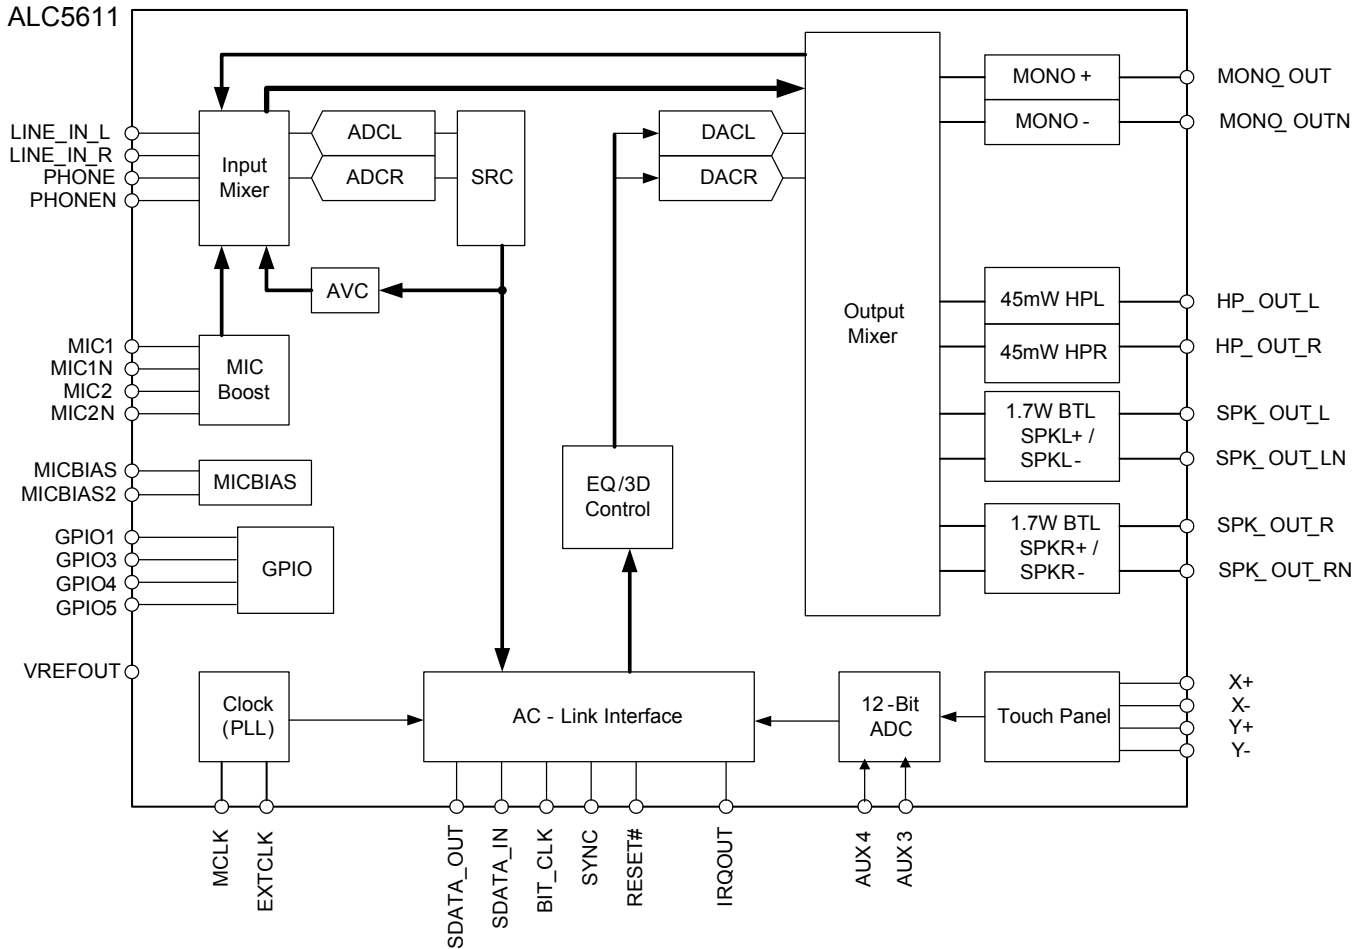 ALC5611
LINE_IN_L
LINE_IN_R
PHONE
PHONEN
MIC1
MIC1N
MIC2
MIC2N
MICBIAS
MICBIAS2
GPIO1
GPIO3
GPIO4
GPIO5
VREFOUT
Input
Mixer
ADCL
ADCR
SRC
AVC
MIC
Boost
MICBIAS
GPIO
Clock
(PLL)
DACL
DACR
EQ/3D
Control
AC - Link Interface
Output
Mixer
MONO +
MONO -
45mW HPL
45mW HPR
1.7W BTL
SPKL+ /
SPKL-
1.7W BTL
SPKR+ /
SPKR-
12-Bit
ADC
Touch Panel
MONO_OUT
MONO_OUTN
HP_OUT_L
HP_OUT_R
SPK_OUT_L
SPK_OUT_LN
SPK_OUT_R
SPK_OUT_RN
X+
X-
Y+
Y-
MCLK
EXTCLK
SDATA_OUT
SDATA_IN
BIT_CLK
SYNC
RESET#
IRQOUT
AUX4
AUX3